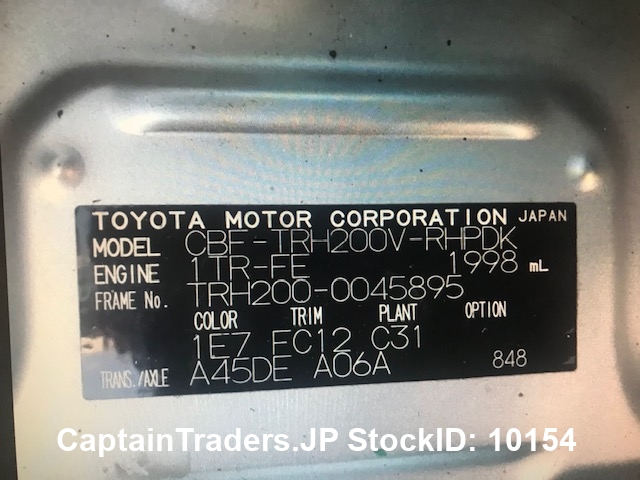 TOYOTA MOTOR CORPORATION JAPAN
MODEL CBF-TRH200V-RHPDK
ENGINE 1TR-FE 1998 mL
FRAME No. TRH200-0045895
COLOR TRIM PLANT OPTION
1E7 FC12 C31
TRANS./AXLE A45DE A06A 848
CaptainTraders.JP StockID: 10154